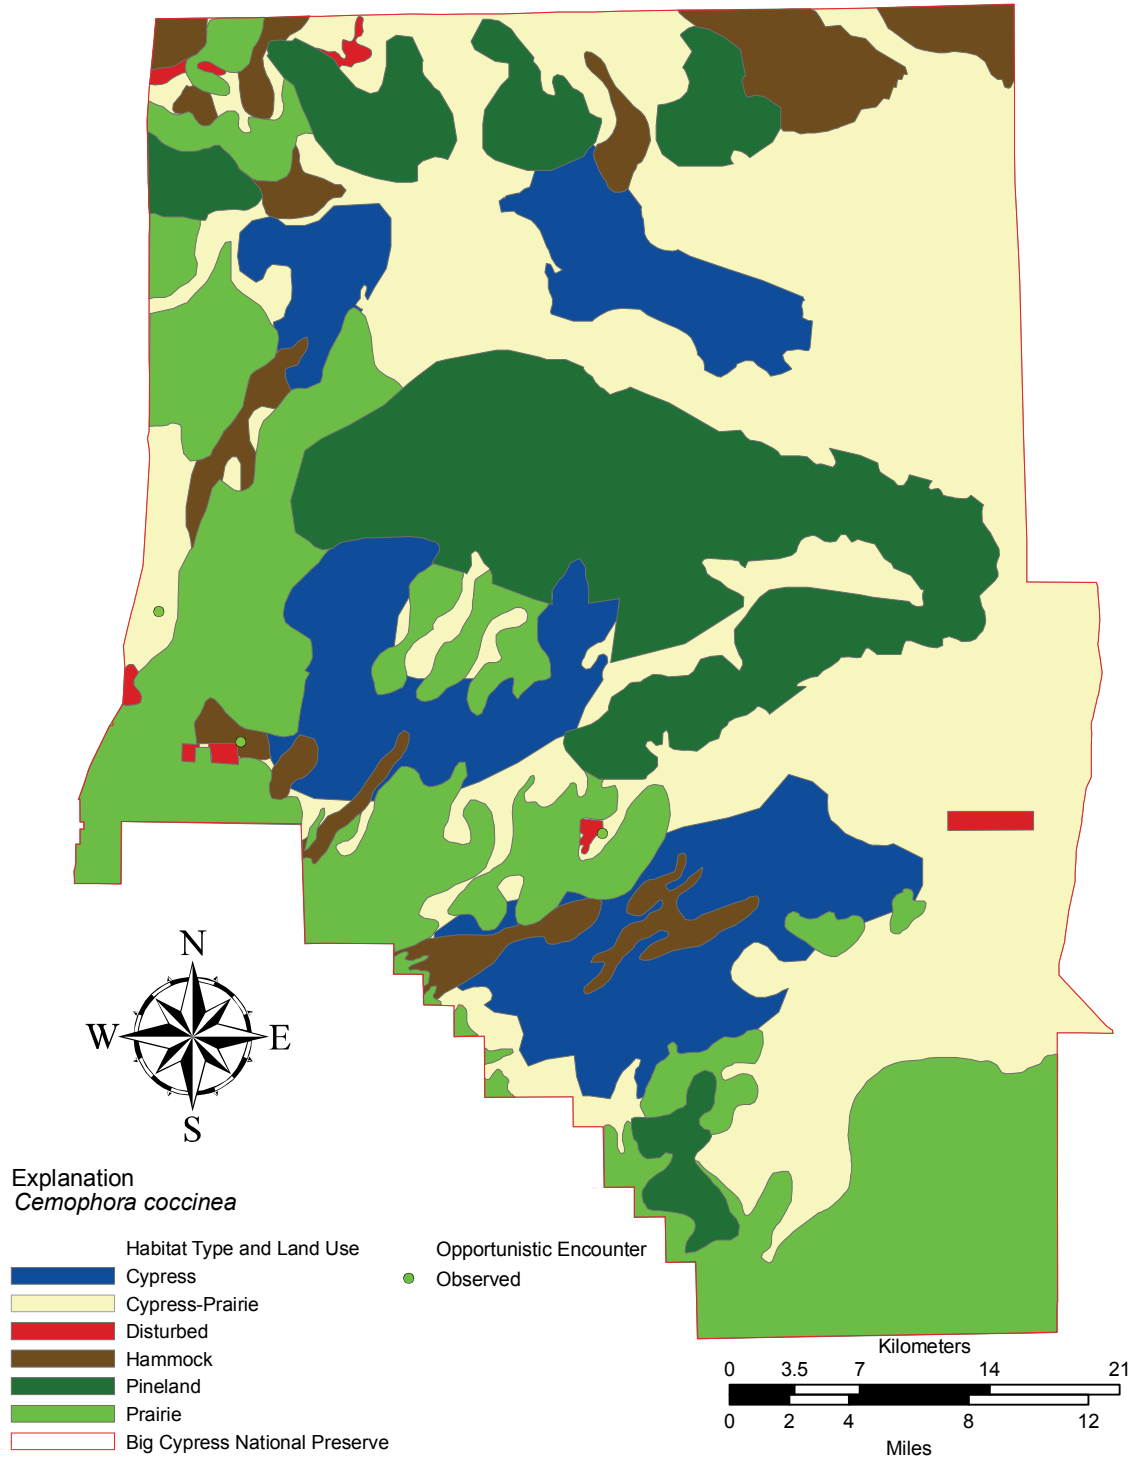 N
W E
S
Explanation
Cemophora coccinea
Habitat Type and Land Use
Cypress
Cypress-Prairie
Disturbed
Hammock
Pineland
Prairie
Big Cypress National Preserve
Opportunistic Encounter
Observed
Kilometers
0 3.5 7 14 21
0 2 4 8 12
Miles